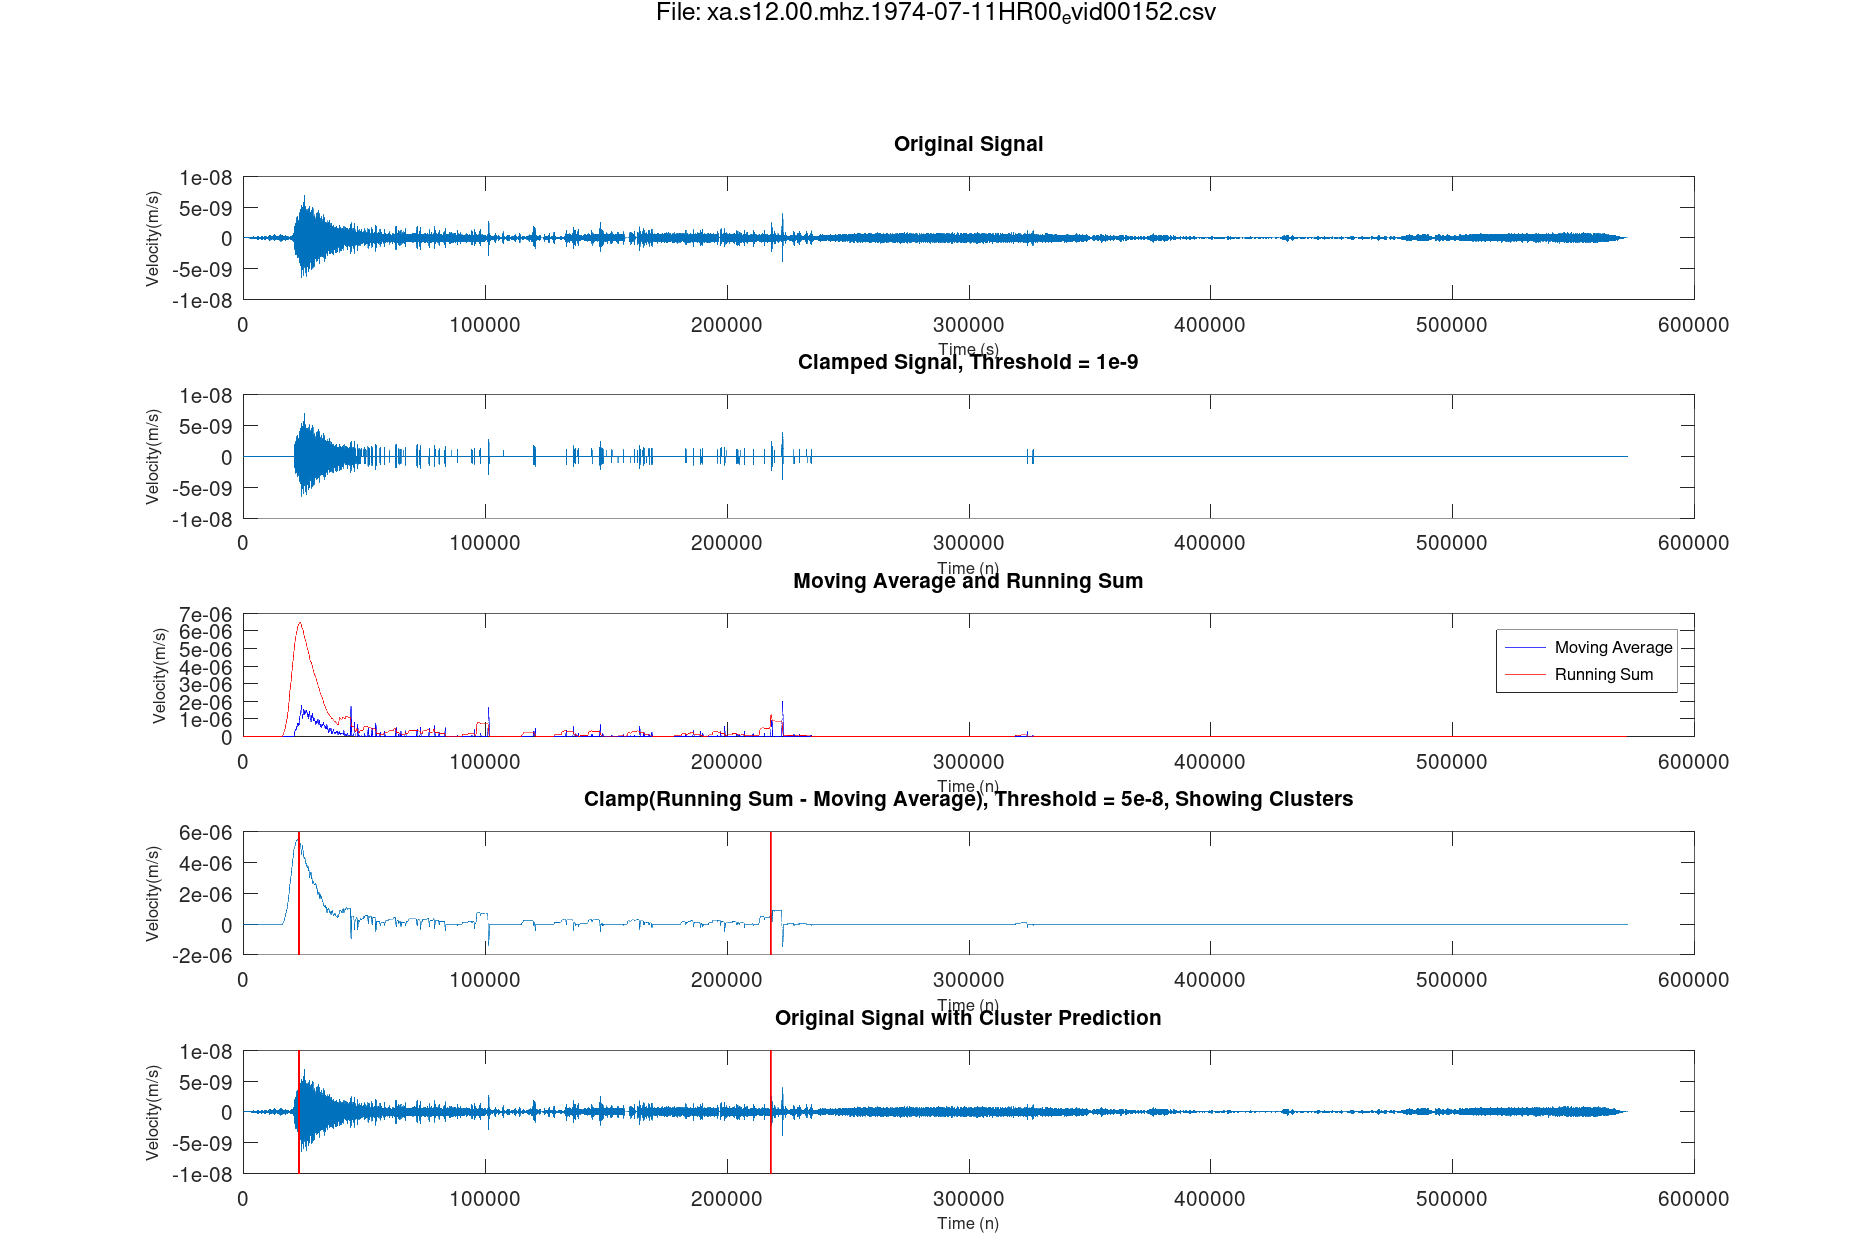 File: xa.s12.00.mhz.1974-07-11HR00evid00152.csv
Original Signal
Velocity(m/s)
1e-08
5e-09
0
-5e-09
-1e-08
0 100000 200000 300000 400000 500000 600000
Time (s)
Clamped Signal, Threshold = 1e-9
Velocity(m/s)
1e-08
5e-09
0
-5e-09
-1e-08
0 100000 200000 300000 400000 500000 600000
Time (n)
Moving Average and Running Sum
Velocity(m/s)
7e-06
6e-06
5e-06
4e-06
3e-06
2e-06
1e-06
0
Moving Average
Running Sum
0 100000 200000 300000 400000 500000 600000
Time (n)
Clamp(Running Sum - Moving Average), Threshold = 5e-8, Showing Clusters
Velocity(m/s)
6e-06
4e-06
2e-06
0
-2e-06
0 100000 200000 300000 400000 500000 600000
Time (n)
Original Signal with Cluster Prediction
Velocity(m/s)
1e-08
5e-09
0
-5e-09
-1e-08
0 100000 200000 300000 400000 500000 600000
Time (n)